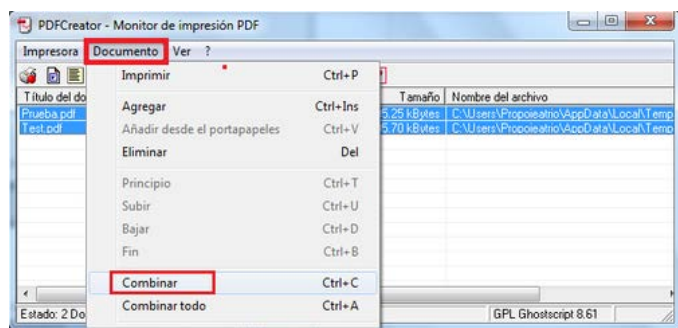 PDFCreator - Monitor de impresión PDF
Impresora Documento Ver ?
Imprimir Ctrl+P
Título del do Tamaño Nombre del archivo
Agregar Ctrl+Ins
Prueba.pdf 5.25 kBytes C:\Users\Propoieatrio\AppData\Local\Temp
Test.pdf 5.70 kBytes C:\Users\Propoieatrio\AppData\Local\Temp
Añadir desde el portapapeles Ctrl+V
Eliminar Del
Principio Ctrl+T
Subir Ctrl+U
Bajar Ctrl+D
Fin Ctrl+B
Combinar Ctrl+C
Combinar todo Ctrl+A
Estado: 2 Do GPL Ghostscript 8.61